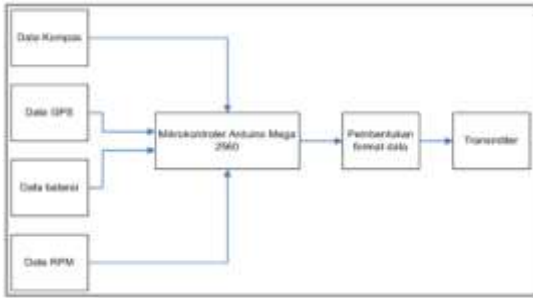 Data Kompas
Data GPS
Data baterai
Data RPM
Mikrokontroler Arduino Mega
2560
Pembentukan
format data
Transmitter